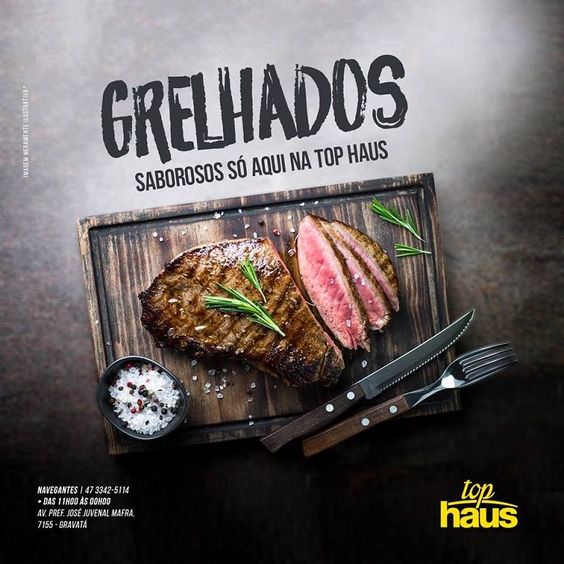 IMAGEM MERAMENTE ILUSTRATIVA*
GRELHADOS
SABOROSOS SÓ AQUI NA TOP HAUS
NAVEGANTES | 47 3342-5114
• DAS 11H00 ÀS 00H00
AV. PREF. JOSÉ JUVENAL MAFRA,
7155 - GRAVATÁ
top
haus